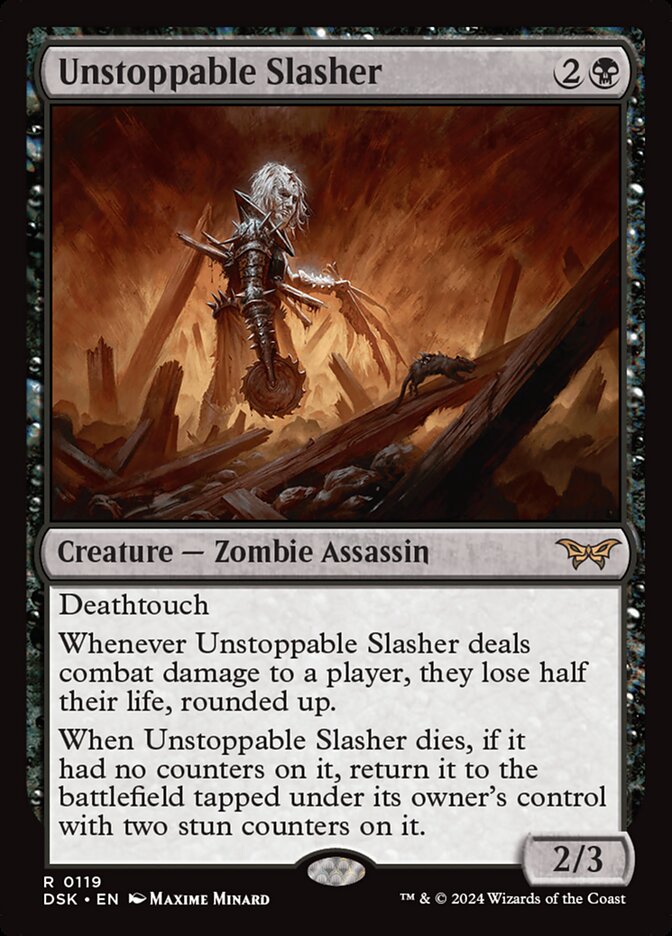 Unstoppable Slasher 2
Creature — Zombie Assassin
Deathtouch
Whenever Unstoppable Slasher deals
combat damage to a player, they lose half
their life, rounded up.
When Unstoppable Slasher dies, if it
had no counters on it, return it to the
battlefield tapped under its owner's control
with two stun counters on it.
2/3
R 0119
DSK • EN Maxime Minard
™ & © 2024 Wizards of the Coast